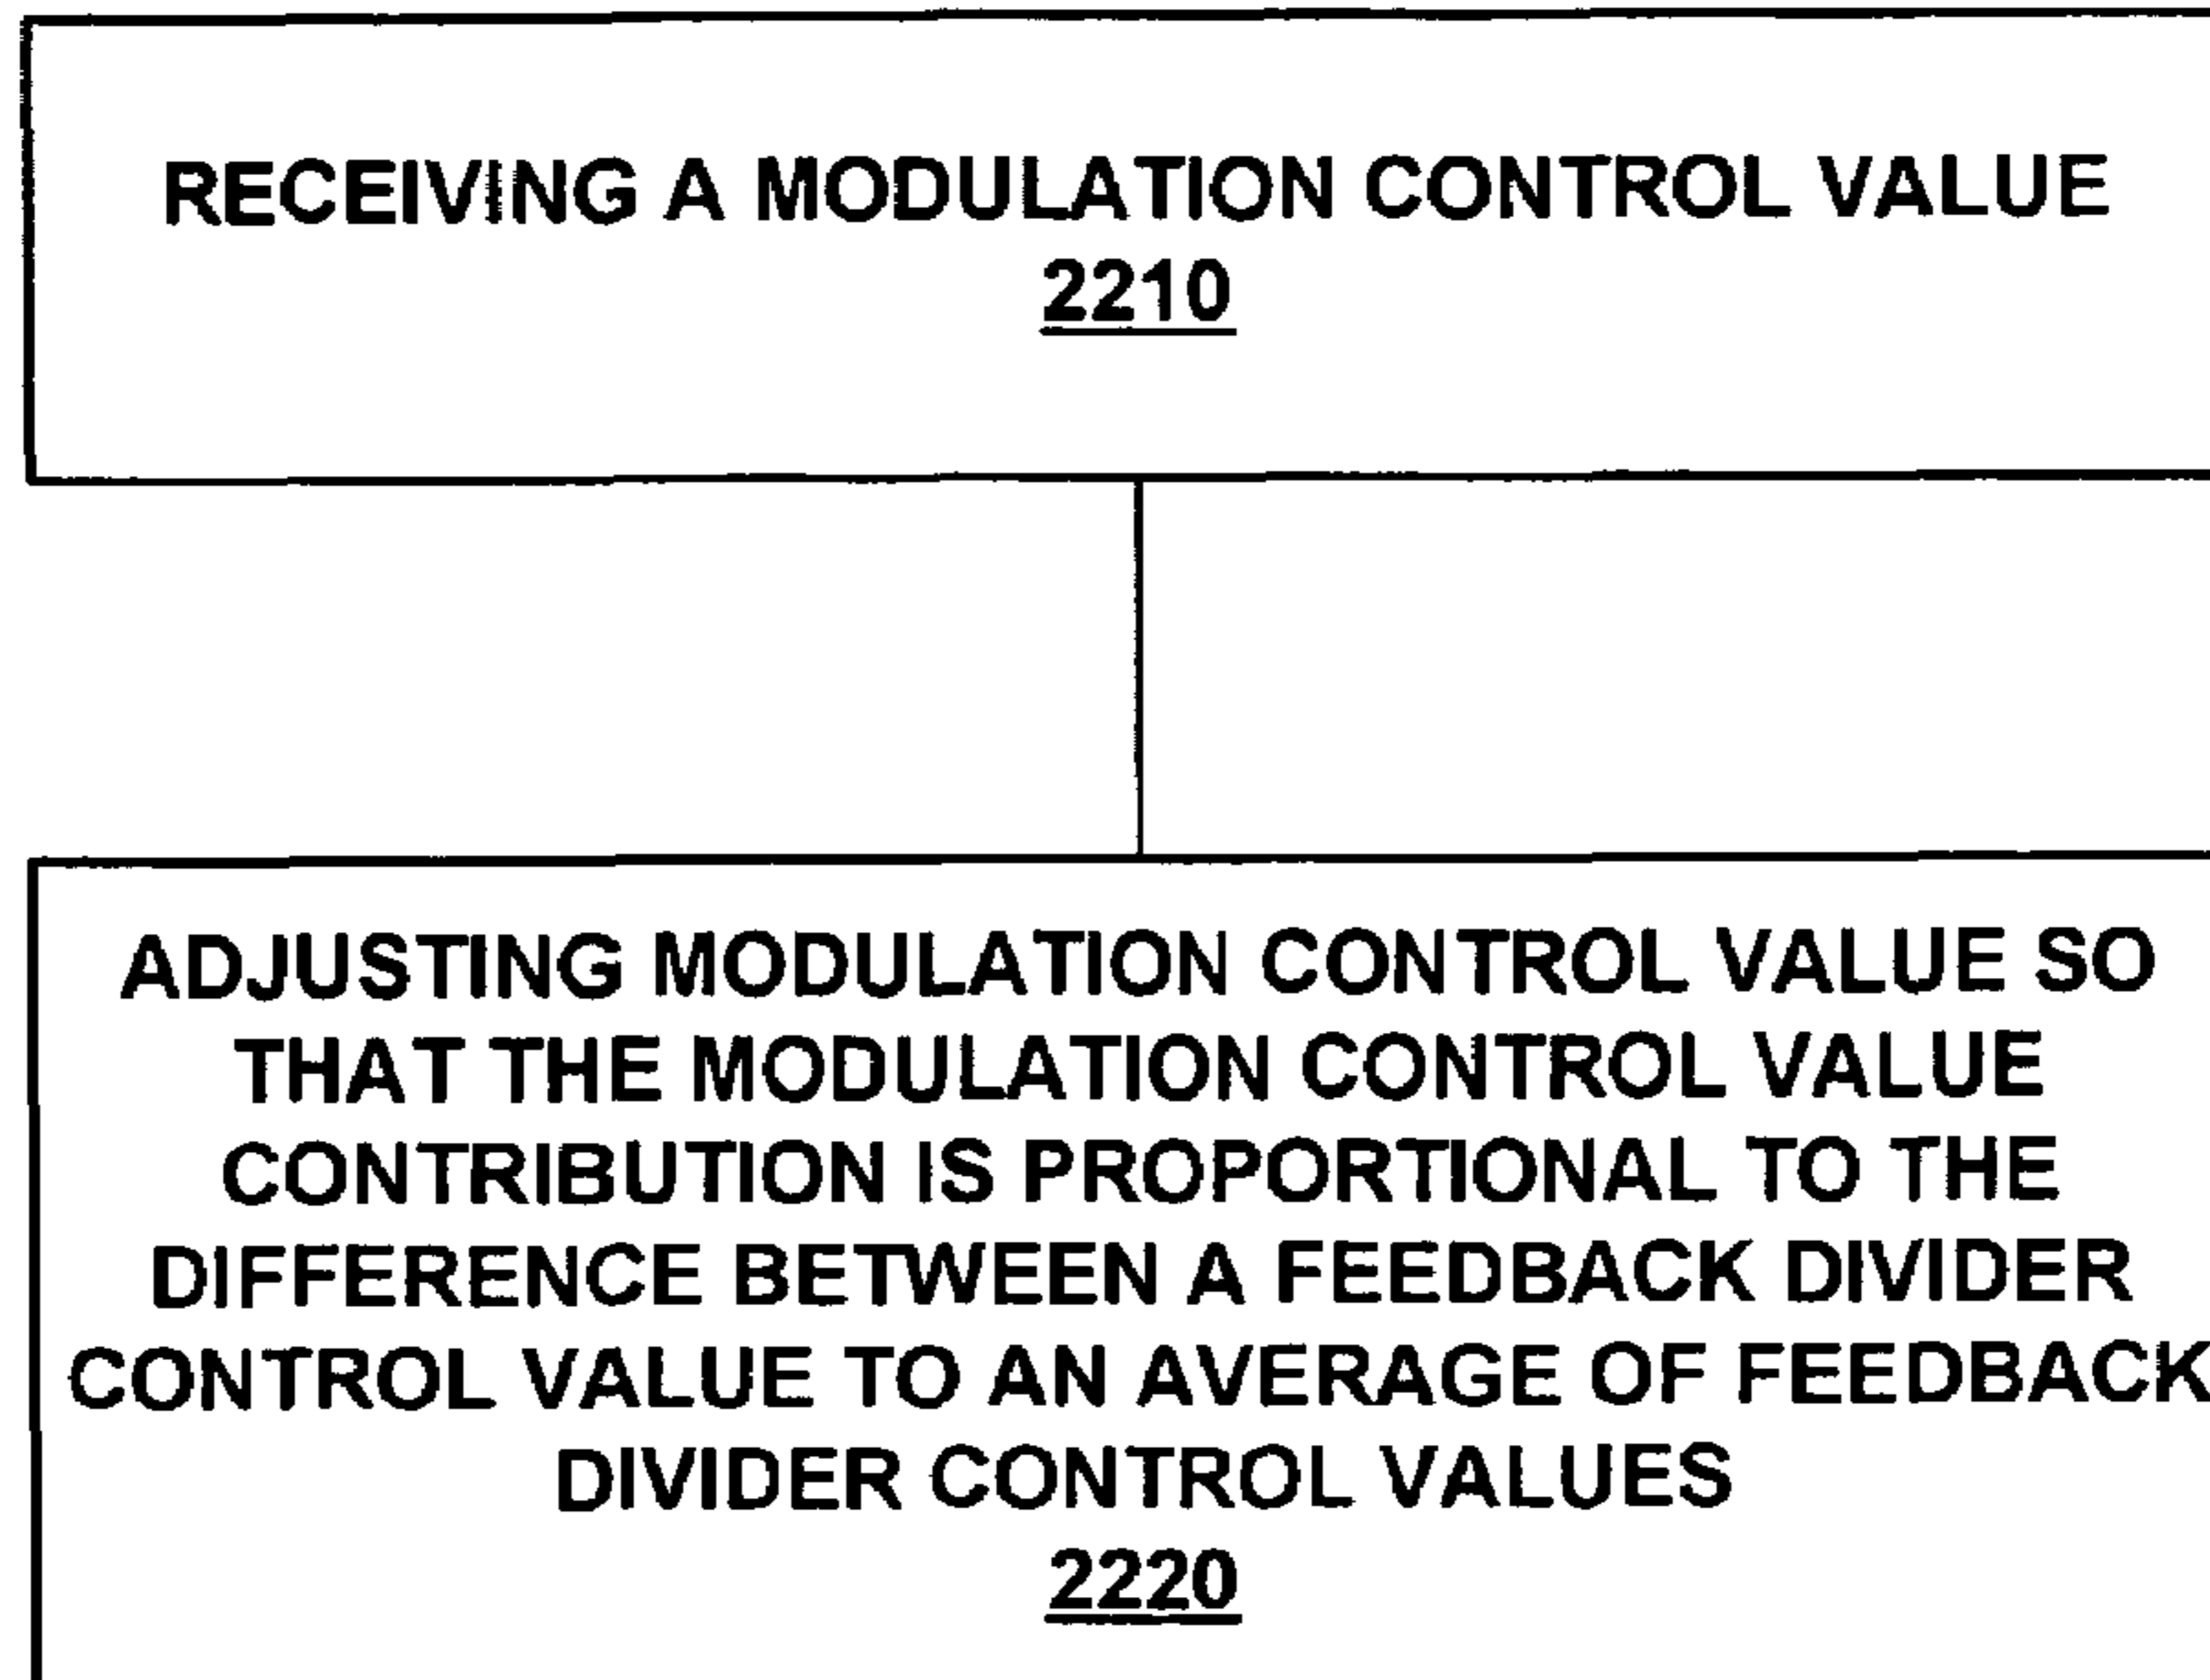 RECEIVING A MODULATION CONTROL VALUE
2210
ADJUSTING MODULATION CONTROL VALUE SO
THAT THE MODULATION CONTROL VALUE
CONTRIBUTION IS PROPORTIONAL TO THE
DIFFERENCE BETWEEN A FEEDBACK DIVIDER
CONTROL VALUE TO AN AVERAGE OF FEEDBACK
DIVIDER CONTROL VALUES
2220